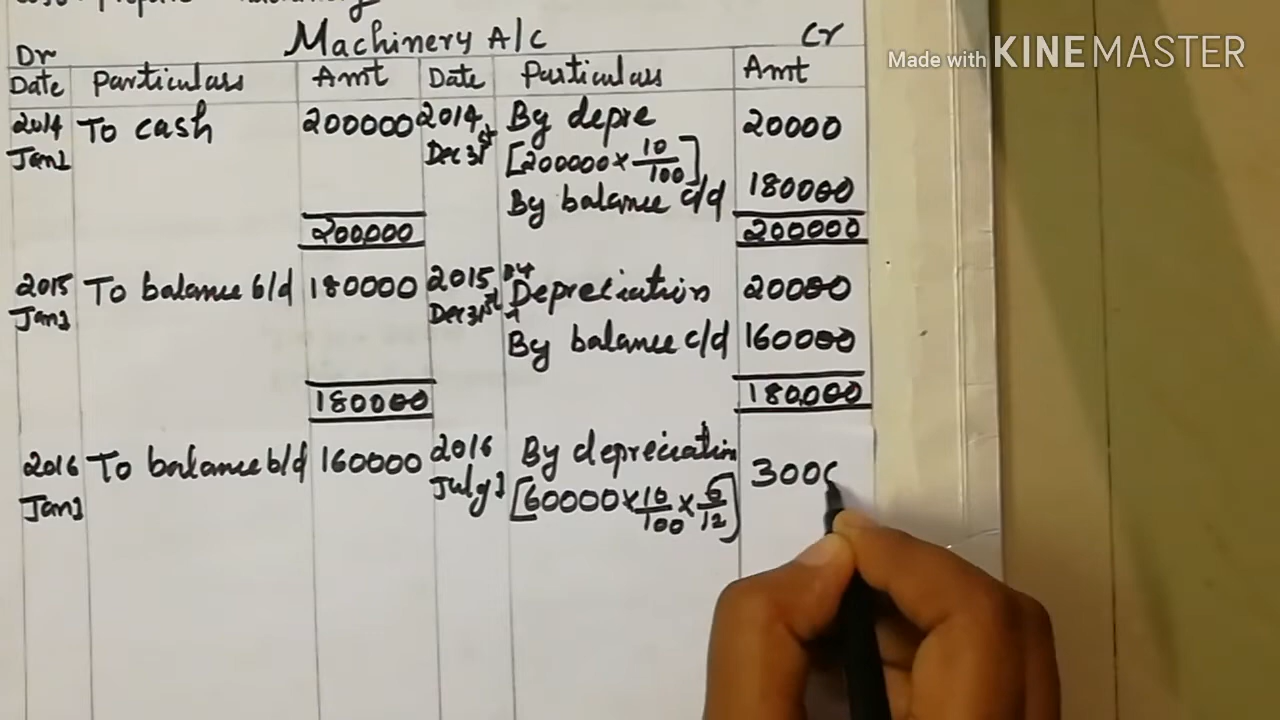 Machinery A/c
Dr Cr
Date Particulars Amt Date Particulars Amt
2014 Jan1 To cash 200000 2014 Dec 31st By depre 20000
[200000 × 10/100]
By balance c/d 180000
200000 200000
2015 Jan1 To balance b/d 180000 2015 Dec 31st Depreciation 20000
By balance c/d 160000
180000 180000
2016 Jan1 To balance b/d 160000 2016 July1 By depreciation 300
[60000 × 10/100 × 6/12]
Made with KINEMASTER